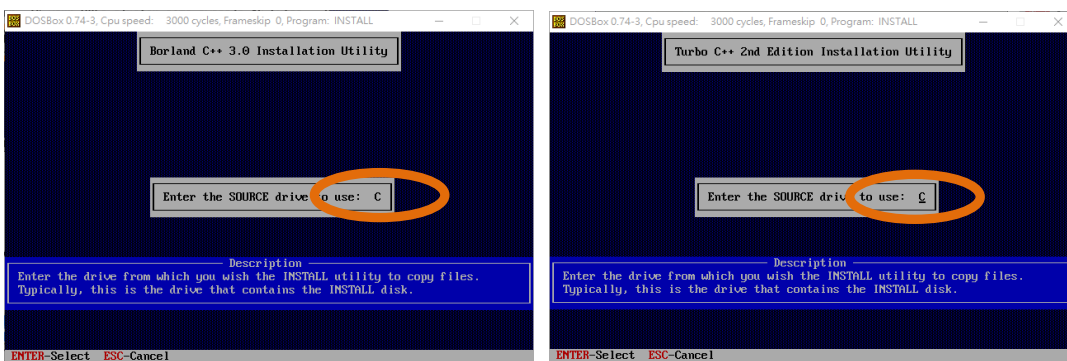 DOSBox 0.74-3, Cpu speed: 3000 cycles, Frameskip 0, Program: INSTALL
Borland C++ 3.0 Installation Utility
Enter the SOURCE drive to use: C
Description
Enter the drive from which you wish the INSTALL utility to copy files.
Typically, this is the drive that contains the INSTALL disk.
ENTER-Select ESC-Cancel
DOSBox 0.74-3, Cpu speed: 3000 cycles, Frameskip 0, Program: INSTALL
Turbo C++ 2nd Edition Installation Utility
Enter the SOURCE drive to use: C
Description
Enter the drive from which you wish the INSTALL utility to copy files.
Typically, this is the drive that contains the INSTALL disk.
ENTER-Select ESC-Cancel